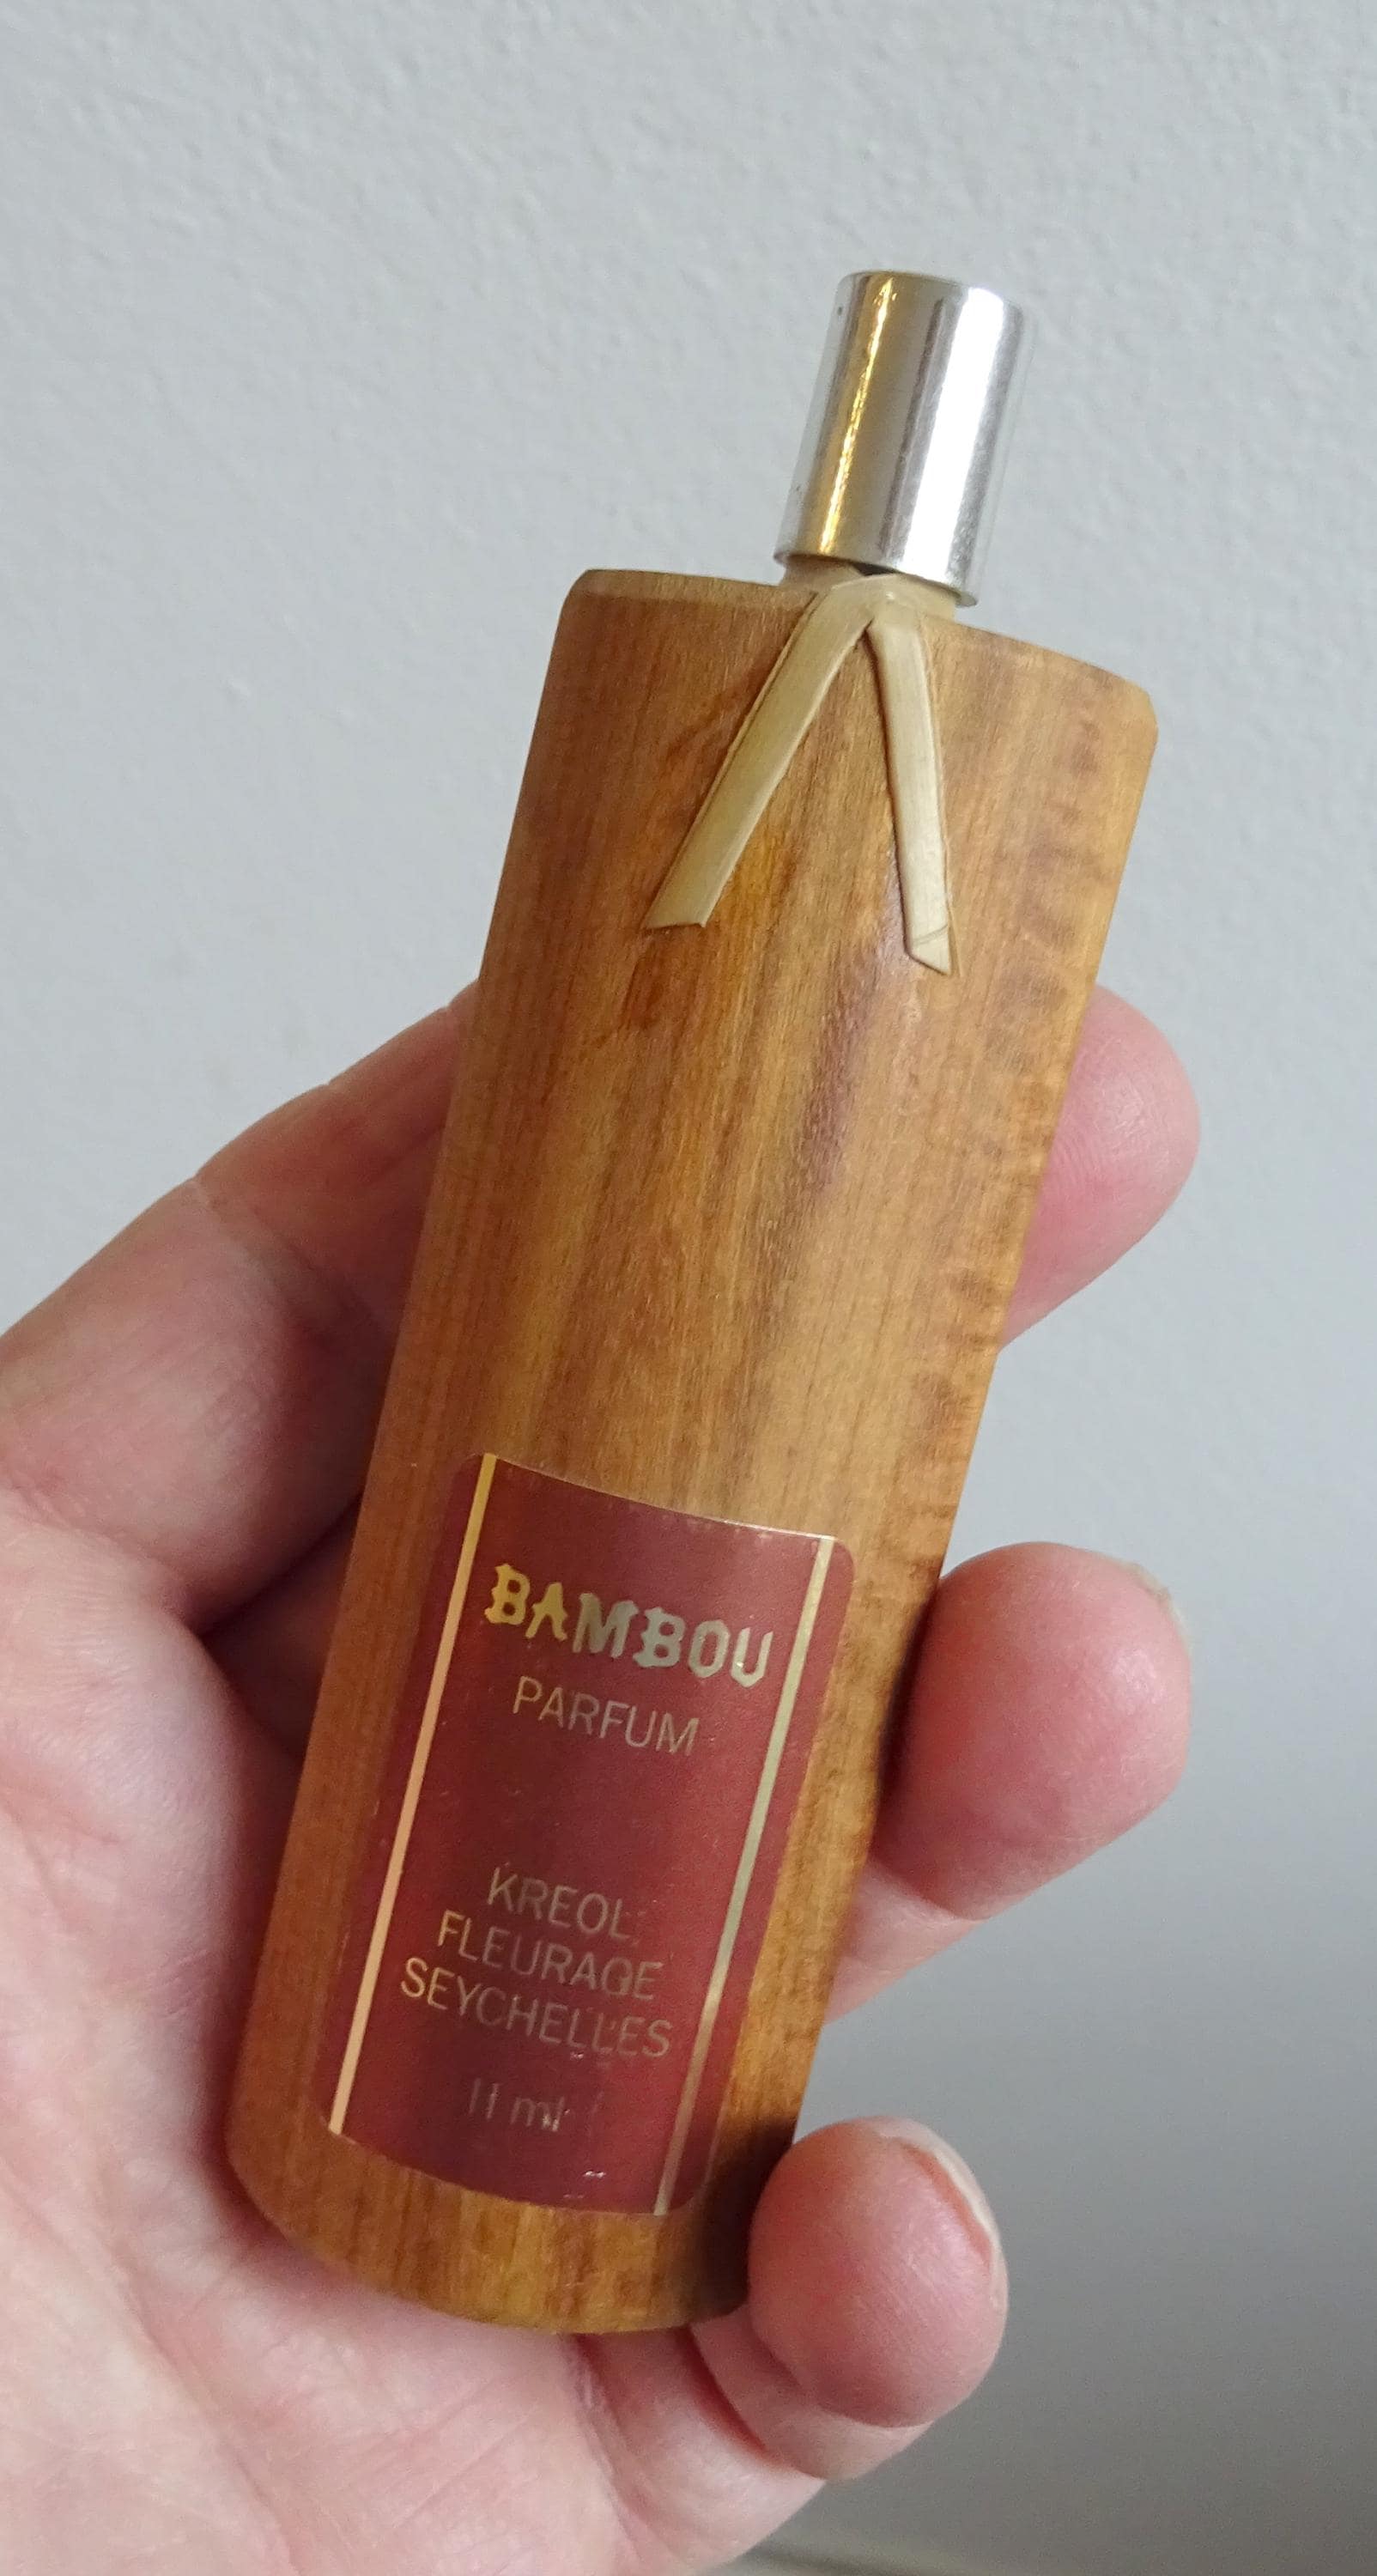 BAMBOU
PARFUM
KREOL
FLEURAGE
SEYCHELLES
11 ml